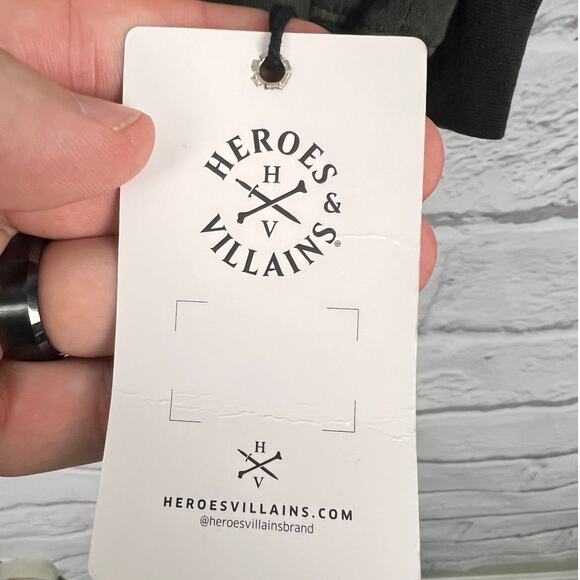 HEROES &
H
V
VILLAINS®
H
V
HEROESVILLAINS.COM
@heroesvillainsbrand